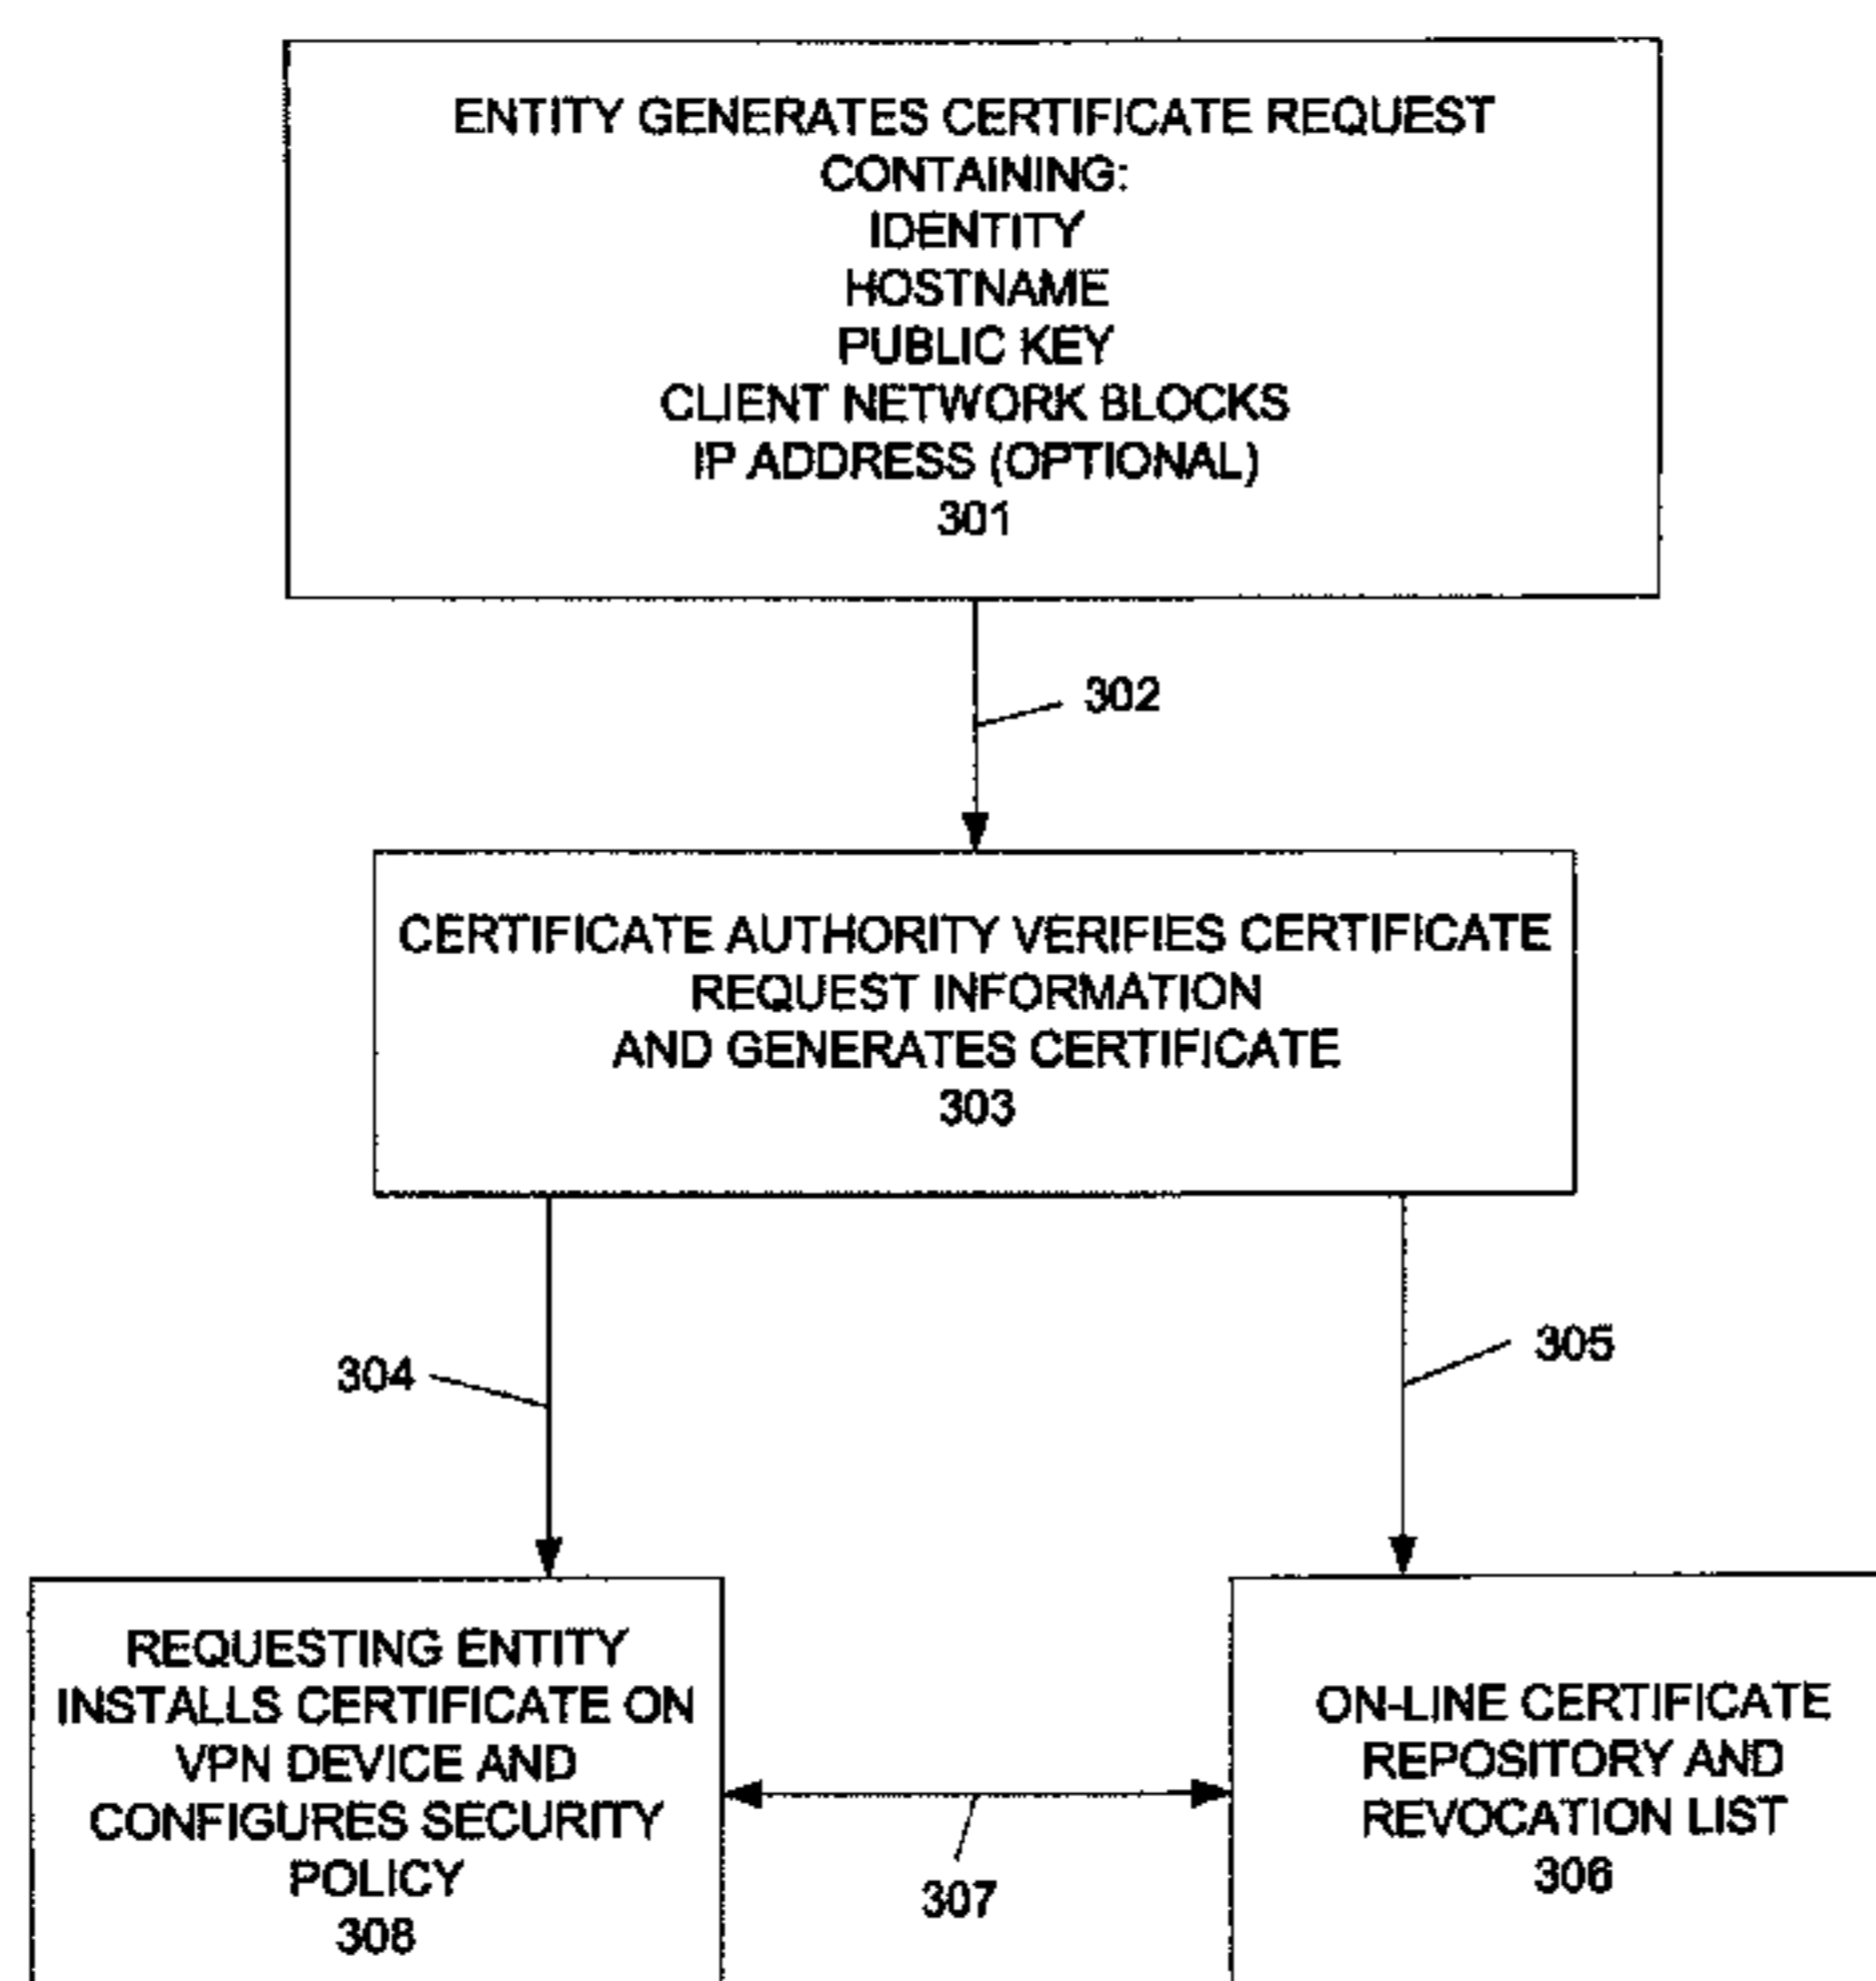 ENTITY GENERATES CERTIFICATE REQUEST
CONTAINING:
IDENTITY
HOSTNAME
PUBLIC KEY
CLIENT NETWORK BLOCKS
IP ADDRESS (OPTIONAL)
301
302
CERTIFICATE AUTHORITY VERIFIES CERTIFICATE
REQUEST INFORMATION
AND GENERATES CERTIFICATE
303
304
305
REQUESTING ENTITY
INSTALLS CERTIFICATE ON
VPN DEVICE AND
CONFIGURES SECURITY
POLICY
308
307
ON-LINE CERTIFICATE
REPOSITORY AND
REVOCATION LIST
306